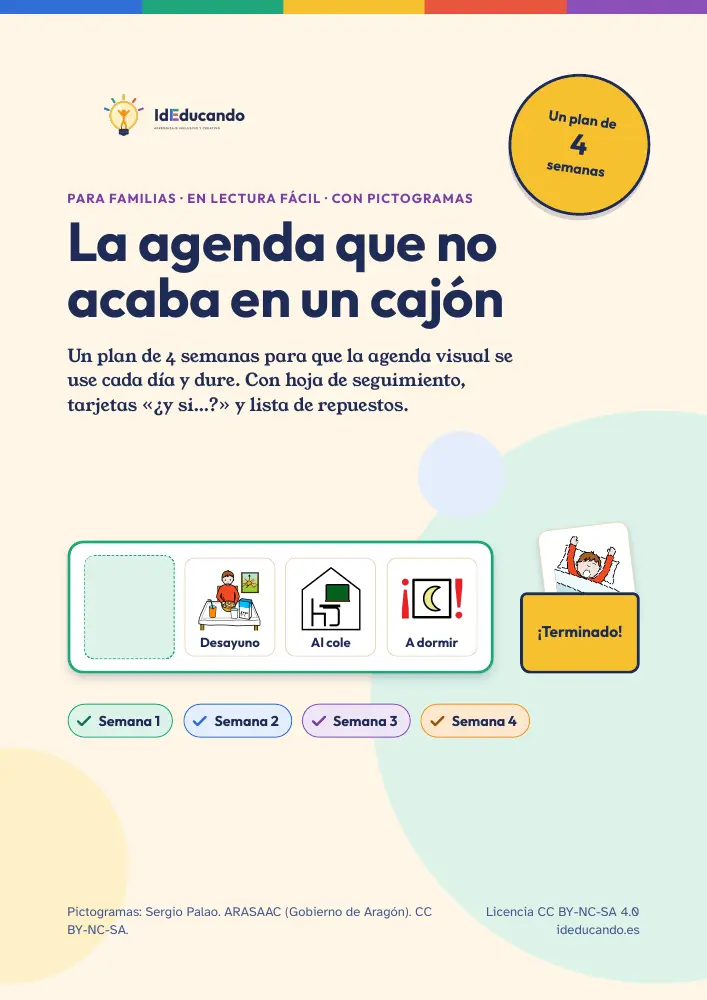 IdEducando
APRENDIZAJE INCLUSIVO Y CREATIVO
Un plan de
4
semanas
PARA FAMILIAS · EN LECTURA FÁCIL · CON PICTOGRAMAS
La agenda que no
acaba en un cajón
Un plan de 4 semanas para que la agenda visual se
use cada día y dure. Con hoja de seguimiento,
tarjetas «¿y si...?» y lista de repuestos.
Desayuno
Al cole
¡ !
A dormir
¡Terminado!
Semana 1
Semana 2
Semana 3
Semana 4
Pictogramas: Sergio Palao. ARASAAC (Gobierno de Aragón). CC
BY-NC-SA.
Licencia CC BY-NC-SA 4.0
ideducando.es